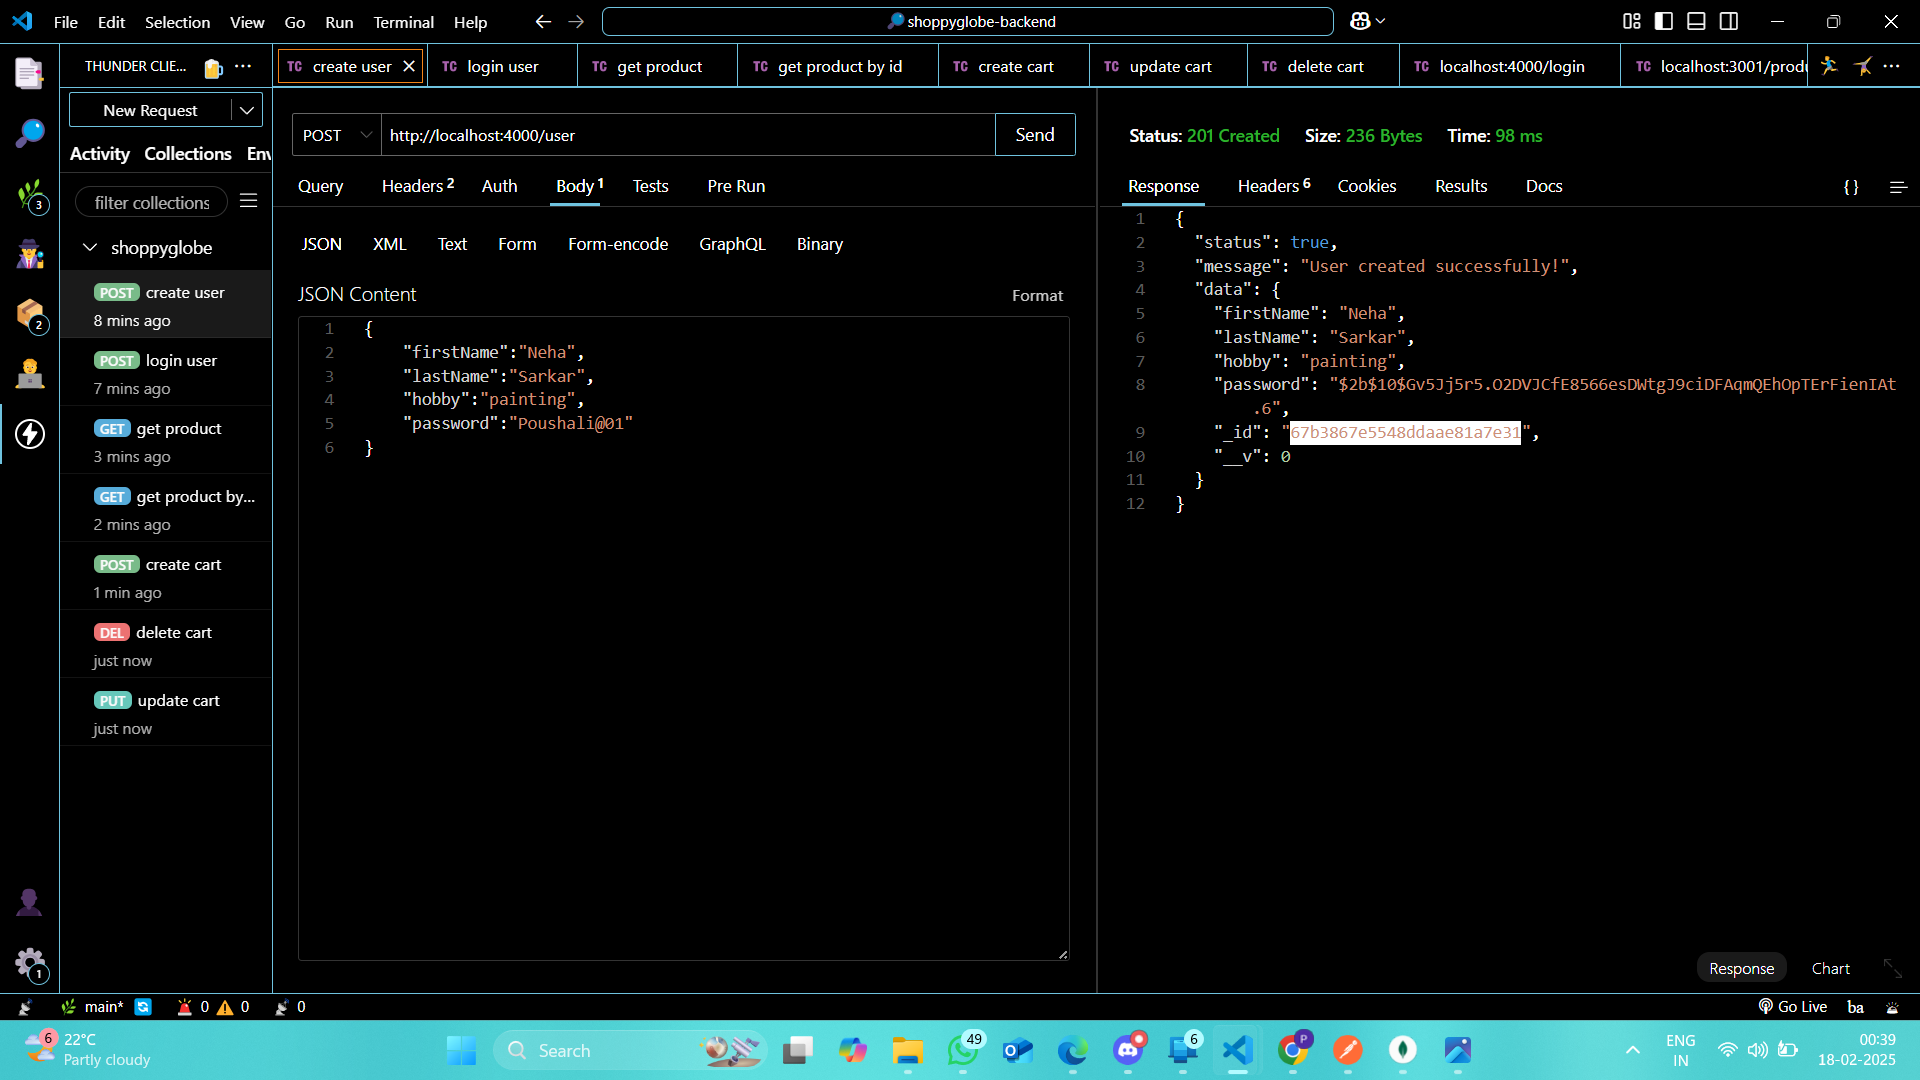 File Edit Selection View Go Run Terminal Help
shoppyglobe-backend
THUNDER CLIE...
TC create user
TC login user
TC get product
TC get product by id
TC create cart
TC update cart
TC delete cart
TC localhost:4000/login
TC localhost:3001/produ
New Request
Activity Collections Env
filter collections
shoppyglobe
POST create user
8 mins ago
POST login user
7 mins ago
GET get product
3 mins ago
GET get product by...
2 mins ago
POST create cart
1 min ago
DEL delete cart
just now
PUT update cart
just now
3
2
1
POST http://localhost:4000/user Send
Query Headers 2 Auth Body 1 Tests Pre Run
JSON XML Text Form Form-encode GraphQL Binary
JSON Content Format
1 {
2 "firstName":"Neha",
3 "lastName":"Sarkar",
4 "hobby":"painting",
5 "password":"Poushali@01"
6 }
Status: 201 Created Size: 236 Bytes Time: 98 ms
Response Headers 6 Cookies Results Docs {}
1 {
2 "status": true,
3 "message": "User created successfully!",
4 "data": {
5 "firstName": "Neha",
6 "lastName": "Sarkar",
7 "hobby": "painting",
8 "password": "$2b$10$Gv5Jj5r5.O2DVJCfE8566esDWtgJ9ciDFAqmQEhOpTErFienIAt
.6",
9 "_id": "67b3867e5548ddaae81a7e31",
10 "__v": 0
11 }
12 }
Response Chart
main* 0 0 0
Go Live ba
6 22°C
Partly cloudy
Search
49
6
P
ENG
IN
00:39
18-02-2025